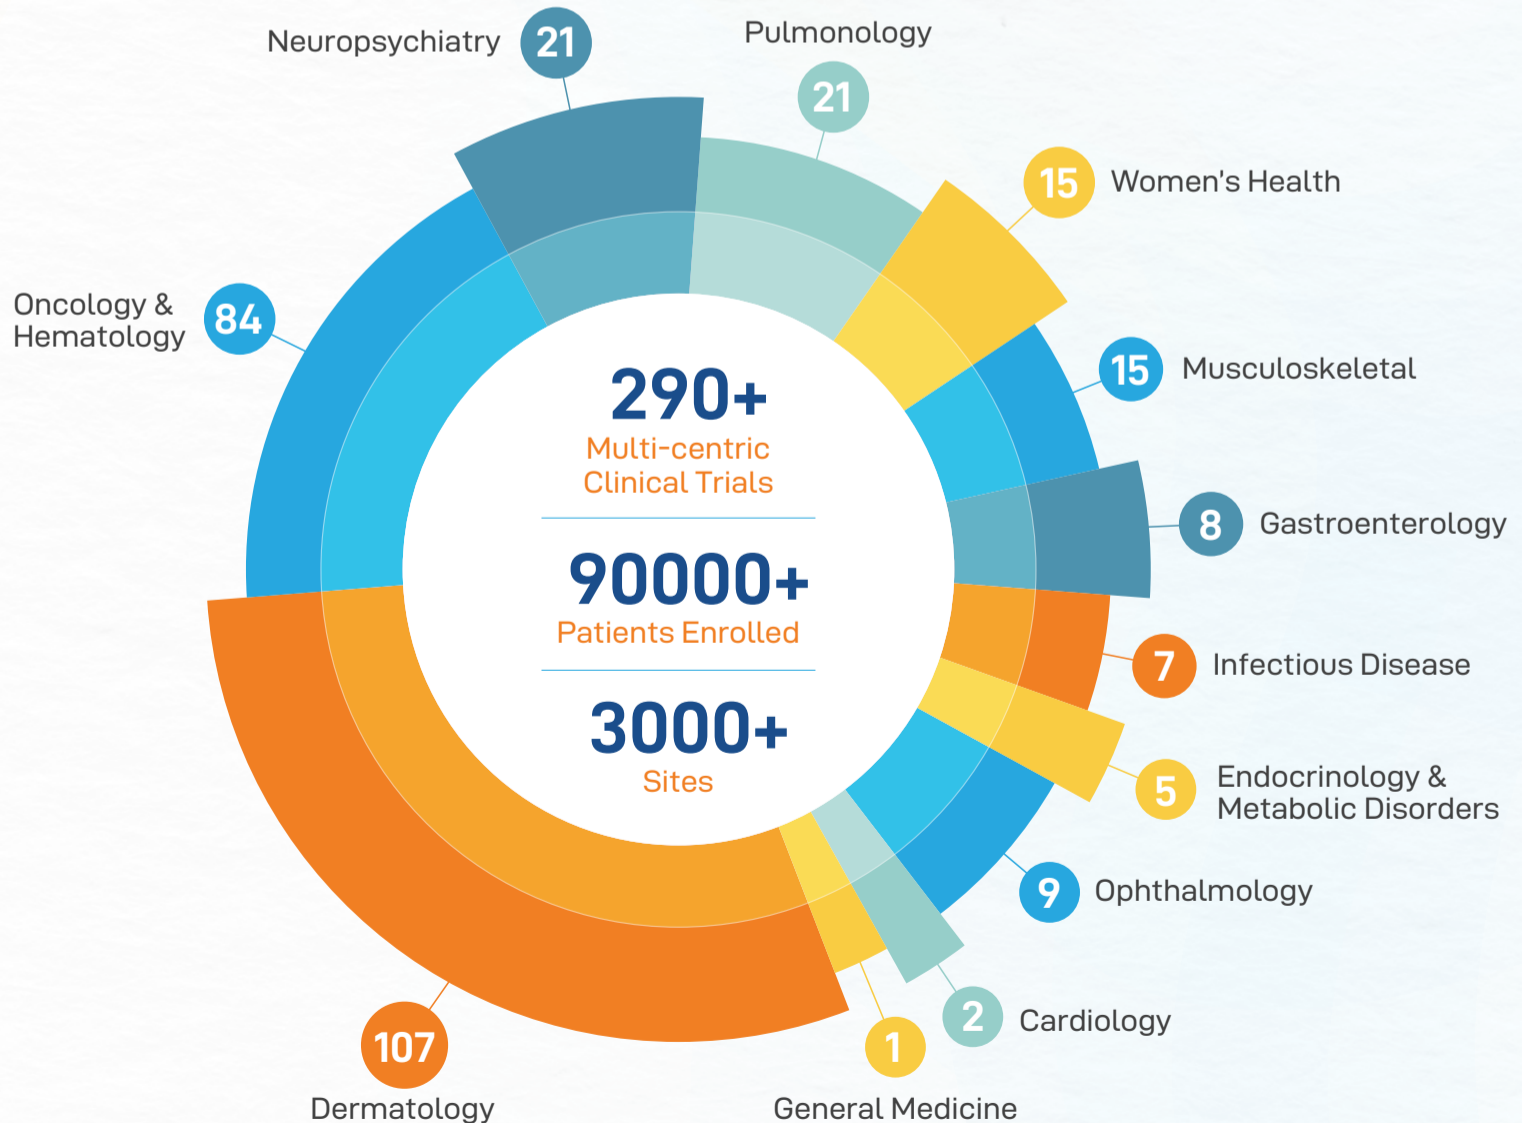 Neuropsychiatry
21
Pulmonology
21
15
Women's Health
15
Musculoskeletal
8
Gastroenterology
7
Infectious Disease
5
Endocrinology &
Metabolic Disorders
9
Ophthalmology
2
Cardiology
1
General Medicine
107
Dermatology
Oncology &
Hematology
84
290+
Multi-centric
Clinical Trials
90000+
Patients Enrolled
3000+
Sites